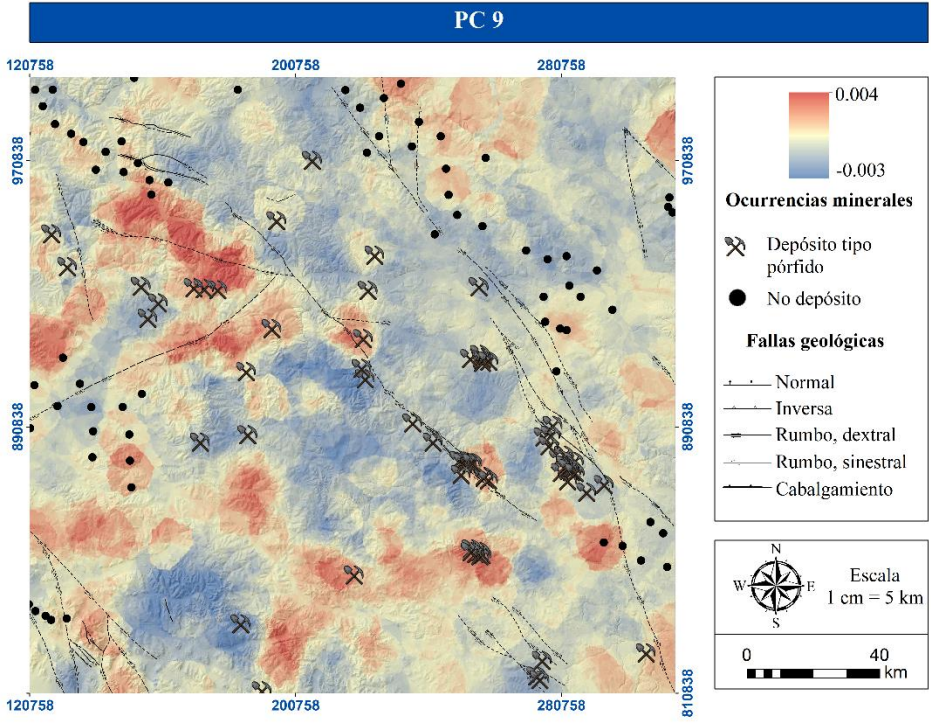 PC 9
120758
200758
280758
970838
970838
890838
890838
120758
200758
280758
810838
0.004
-0.003
Ocurrencias minerales
Depósito tipo
pórfido
No depósito
Fallas geológicas
Normal
Inversa
Rumbo, dextral
Rumbo, sinestral
Cabalgamiento
N
W
E
S
Escala
1 cm = 5 km
0
40
km